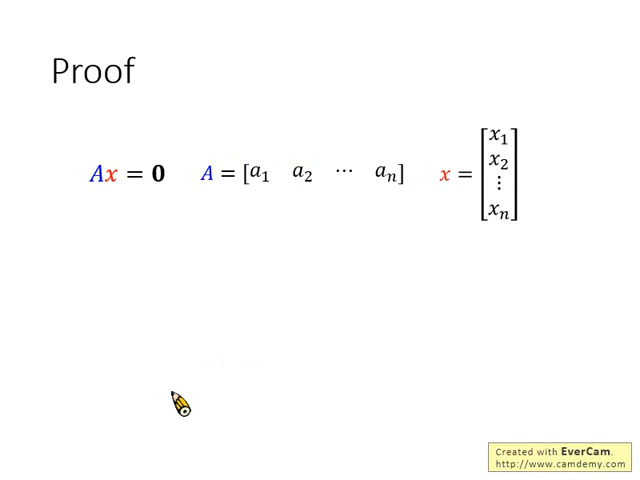 Proof
Ax = 0 A = [a₁ a₂ ⋯ aₙ] x = [x₁ x₂ ⋮ xₙ]
Created with EverCam.
http://www.camdemy.com